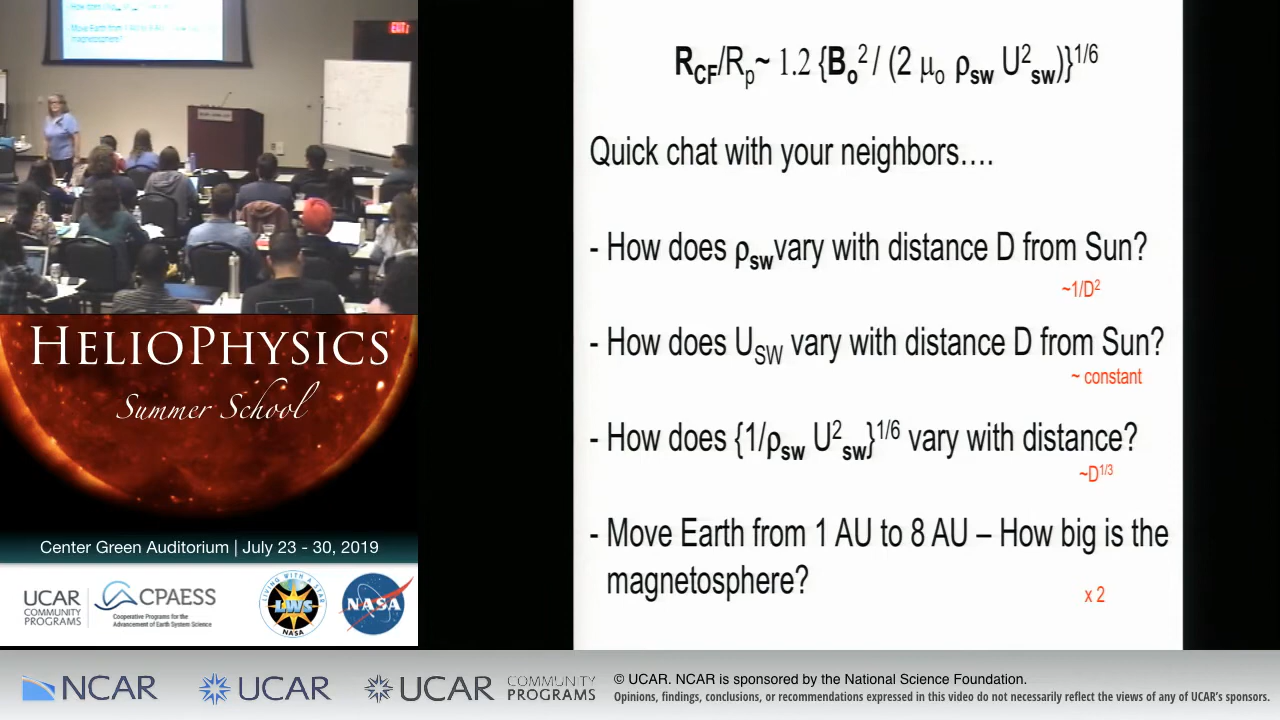 EXIT
R_CF/R_p ~ 1.2 {B_o^2 / (2 μ_o ρ_sw U^2_sw)}^1/6
Quick chat with your neighbors….
- How does ρ_sw vary with distance D from Sun?
~1/D^2
- How does U_SW vary with distance D from Sun?
~ constant
- How does {1/ρ_sw U^2_sw}^1/6 vary with distance?
~D^1/3
- Move Earth from 1 AU to 8 AU – How big is the
magnetosphere?
x 2
HELIOPHYSICS
Summer School
Center Green Auditorium | July 23 - 30, 2019
UCAR
COMMUNITY
PROGRAMS
CPAESS
Cooperative Programs for the
Advancement of Earth System Science
LIVING WITH A STAR
LWS
NASA
NASA
NCAR
UCAR
UCAR
COMMUNITY
PROGRAMS
© UCAR. NCAR is sponsored by the National Science Foundation.
Opinions, findings, conclusions, or recommendations expressed in this video do not necessarily reflect the views of any of UCAR's sponsors.